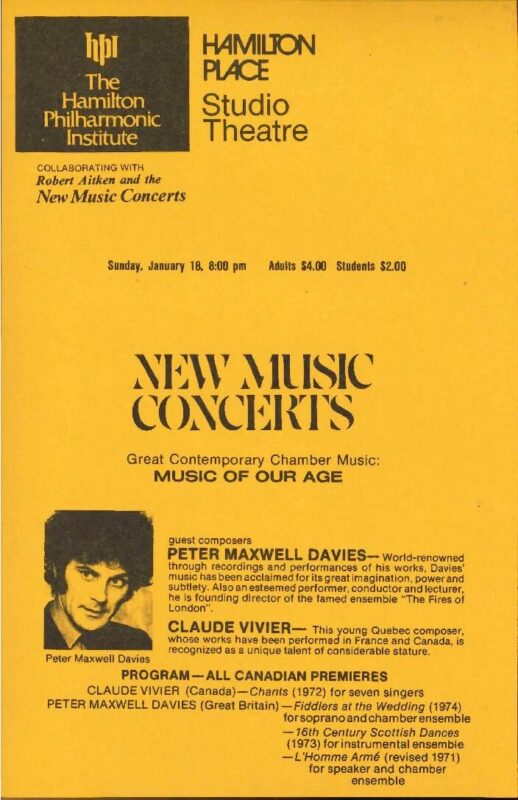 hpi
The
Hamilton
Philharmonic
Institute
HAMILTON
PLACE
Studio
Theatre
COLLABORATING WITH
Robert Aitken and the
New Music Concerts
Sunday, January 18, 8:00 pm Adults $4.00 Students $2.00
NEW MUSIC
CONCERTS
Great Contemporary Chamber Music:
MUSIC OF OUR AGE
guest composers
PETER MAXWELL DAVIES— World-renowned
through recordings and performances of his works, Davies'
music has been acclaimed for its great imagination, power and
subtlety. Also an esteemed performer, conductor and lecturer,
he is founding director of the famed ensemble "The Fires of
London".
CLAUDE VIVIER— This young Quebec composer,
whose works have been performed in France and Canada, is
recognized as a unique talent of considerable stature.
Peter Maxwell Davies
PROGRAM—ALL CANADIAN PREMIERES
CLAUDE VIVIER (Canada)—Chants (1972) for seven singers
PETER MAXWELL DAVIES (Great Britain)—Fiddlers at the Wedding (1974)
for soprano and chamber ensemble
—16th Century Scottish Dances
(1973) for instrumental ensemble
—L'Homme Armé (revised 1971)
for speaker and chamber
ensemble